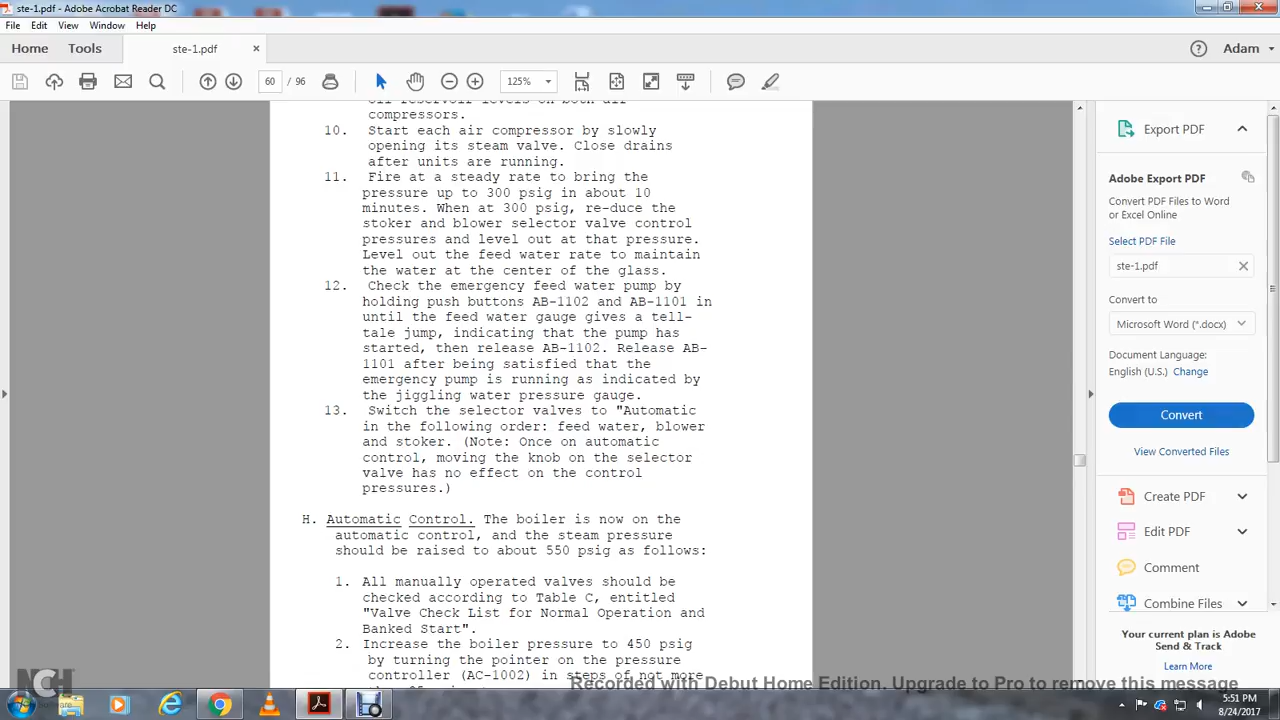 ste-1.pdf - Adobe Acrobat Reader DC
File Edit View Window Help
Home Tools ste-1.pdf × Adam
60 / 96 125%
oil reservoir levels on both air
compressors.
10. Start each air compressor by slowly
opening its steam valve. Close drains
after units are running.
11. Fire at a steady rate to bring the
pressure up to 300 psig in about 10
minutes. When at 300 psig, re-duce the
stoker and blower selector valve control
pressures and level out at that pressure.
Level out the feed water rate to maintain
the water at the center of the glass.
12. Check the emergency feed water pump by
holding push buttons AB-1102 and AB-1101 in
until the feed water gauge gives a tell-
tale jump, indicating that the pump has
started, then release AB-1102. Release AB-
1101 after being satisfied that the
emergency pump is running as indicated by
the jiggling water pressure gauge.
13. Switch the selector valves to "Automatic
in the following order: feed water, blower
and stoker. (Note: Once on automatic
control, moving the knob on the selector
valve has no effect on the control
pressures.)
H. Automatic Control. The boiler is now on the
automatic control, and the steam pressure
should be raised to about 550 psig as follows:
1. All manually operated valves should be
checked according to Table C, entitled
"Valve Check List for Normal Operation and
Banked Start".
2. Increase the boiler pressure to 450 psig
by turning the pointer on the pressure
controller (AC-1002) in steps of not more
Export PDF
Adobe Export PDF
Convert PDF Files to Word
or Excel Online
Select PDF File
ste-1.pdf
Convert to
Microsoft Word (*.docx)
Document Language:
English (U.S.) Change
Convert
View Converted Files
Create PDF
Edit PDF
Comment
Combine Files
Your current plan is Adobe
Send & Track
Learn More
Recorded with Debut Home Edition. Upgrade to Pro to remove this message
NCH
Software
5:51 PM
8/24/2017